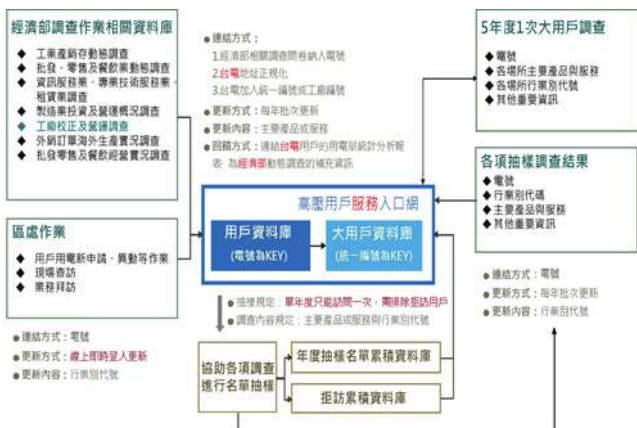 經濟部調查作業相關資料庫
◆ 工業產銷存動態調查
◆ 批發、零售及餐飲業動態調查
◆ 資訊服務業、專業技術服務業、
租賃業調查
◆ 製造業投資及營運概況調查
◆ 工廠校正及營運調查
◆ 外銷訂單海外生產實況調查
◆ 批發零售及餐飲經營實況調查
區處作業
◆ 用戶用電新申請、異動等作業
◆ 現場查訪
◆ 業務拜訪
● 連結方式：電號
● 更新方式：線上即時登入更新
● 更新內容：行業別代號
● 連結方式：
1.經濟部相關調查問卷納入電號
2.台電地址正規化
3.台電加入統一編號或工廠編號
● 更新方式：每年批次更新
● 更新內容：主要產品或服務
● 回饋方式：連結台電用戶的用電量統計分析報
表 為經濟部動態調查的補充資訊
高壓用戶服務入口網
用戶資料庫
(電號為KEY)
大用戶資料庫
(統一編號為KEY)
● 抽樣規定：單年度只能訪問一次，需排除拒訪用戶
● 調查內容規定：主要產品或服務與行業別代號
協助各項調查
進行名單抽樣
年度抽樣名單累積資料庫
拒訪累積資料庫
5年度1次大用戶調查
◆ 電號
◆ 各場所主要產品與服務
◆ 各場所行業別代號
◆ 其他重要資訊
各項抽樣調查結果
◆ 電號
◆ 行業別代碼
◆ 主要產品與服務
◆ 其他重要資訊
● 連結方式：電號
● 更新方式：每年批次更新
● 更新內容：行業別代號